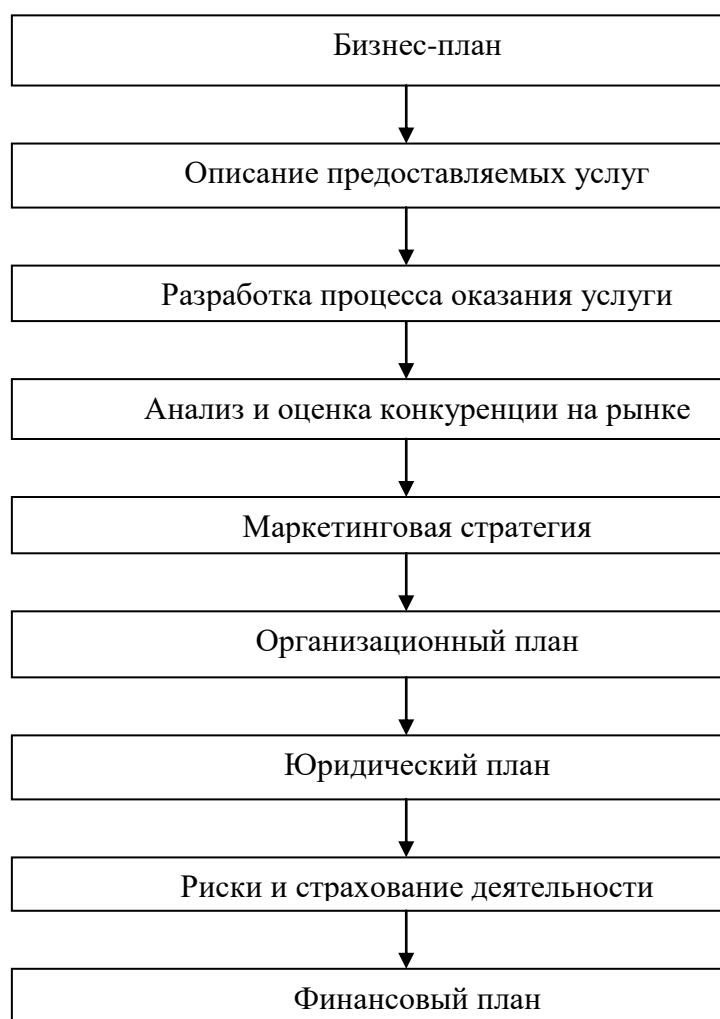 Бизнес-план
Описание предоставляемых услуг
Разработка процесса оказания услуги
Анализ и оценка конкуренции на рынке
Маркетинговая стратегия
Организационный план
Юридический план
Риски и страхование деятельности
Финансовый план